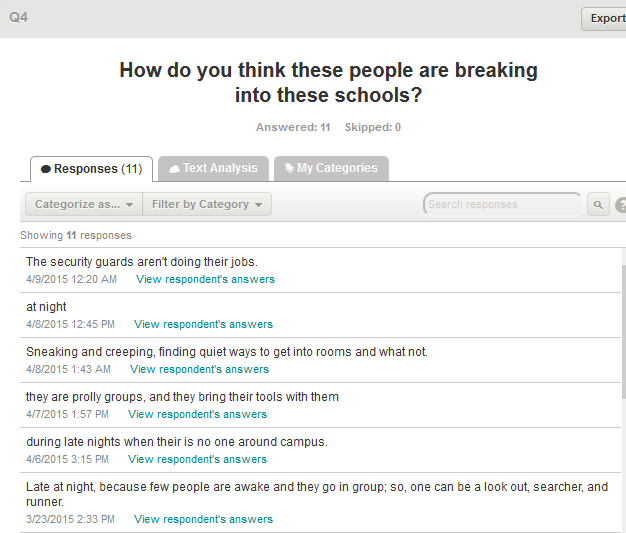 Q4
Export
How do you think these people are breaking
into these schools?
Answered: 11 Skipped: 0
Responses (11) Text Analysis My Categories
Categorize as... Filter by Category Search responses ?
Showing 11 responses
The security guards aren't doing their jobs.
4/9/2015 12:20 AM View respondent's answers
at night
4/8/2015 12:45 PM View respondent's answers
Sneaking and creeping, finding quiet ways to get into rooms and what not.
4/8/2015 1:43 AM View respondent's answers
they are prolly groups, and they bring their tools with them
4/7/2015 1:57 PM View respondent's answers
during late nights when their is no one around campus.
4/6/2015 3:15 PM View respondent's answers
Late at night, because few people are awake and they go in group; so, one can be a look out, searcher, and
runner.
3/23/2015 2:33 PM View respondent's answers